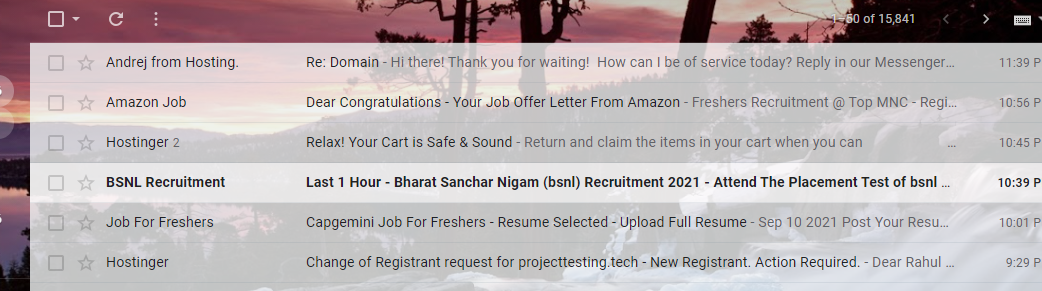 1–50 of 15,841
Andrej from Hosting. Re: Domain - Hi there! Thank you for waiting! How can I be of service today? Reply in our Messenger… 11:39 P
Amazon Job Dear Congratulations - Your Job Offer Letter From Amazon - Freshers Recruitment @ Top MNC - Regi… 10:56 P
Hostinger 2 Relax! Your Cart is Safe & Sound - Return and claim the items in your cart when you can … 10:45 P
BSNL Recruitment Last 1 Hour - Bharat Sanchar Nigam (bsnl) Recruitment 2021 - Attend The Placement Test of bsnl … 10:39 P
Job For Freshers Capgemini Job For Freshers - Resume Selected - Upload Full Resume - Sep 10 2021 Post Your Resu… 10:01 P
Hostinger Change of Registrant request for projecttesting.tech - New Registrant. Action Required. - Dear Rahul … 9:29 P